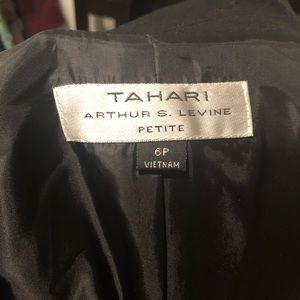 TAHARI
ARTHUR S. LEVINE
PETITE
6P
VIETNAM